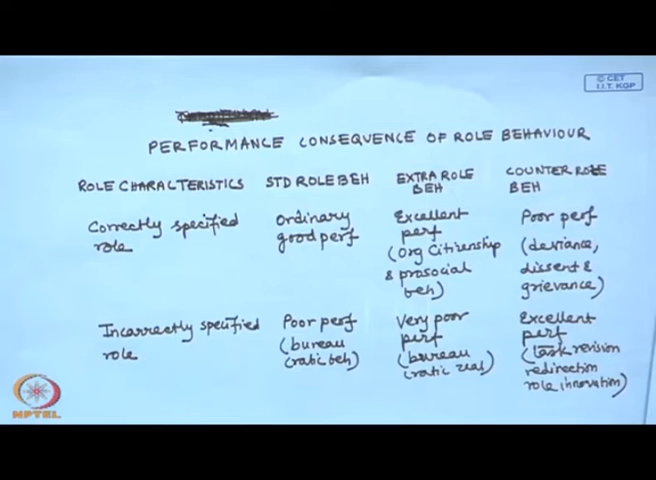 © CET
I.I.T. KGP
PERFORMANCE CONSEQUENCE OF ROLE BEHAVIOUR
ROLE CHARACTERISTICS STD ROLE BEH EXTRA ROLE BEH COUNTER ROLE BEH
Correctly specified role
Ordinary
good perf
Excellent
perf
(Org Citizenship
& prosocial
beh)
Poor perf
(deviance,
dissent &
grievance)
Incorrectly specified
role
Poor perf
(bureau
cratic beh)
Very poor
perf
(bureau
cratic zeal)
Excellent
perf
(task revision
redirection
role innovation)
NPTEL